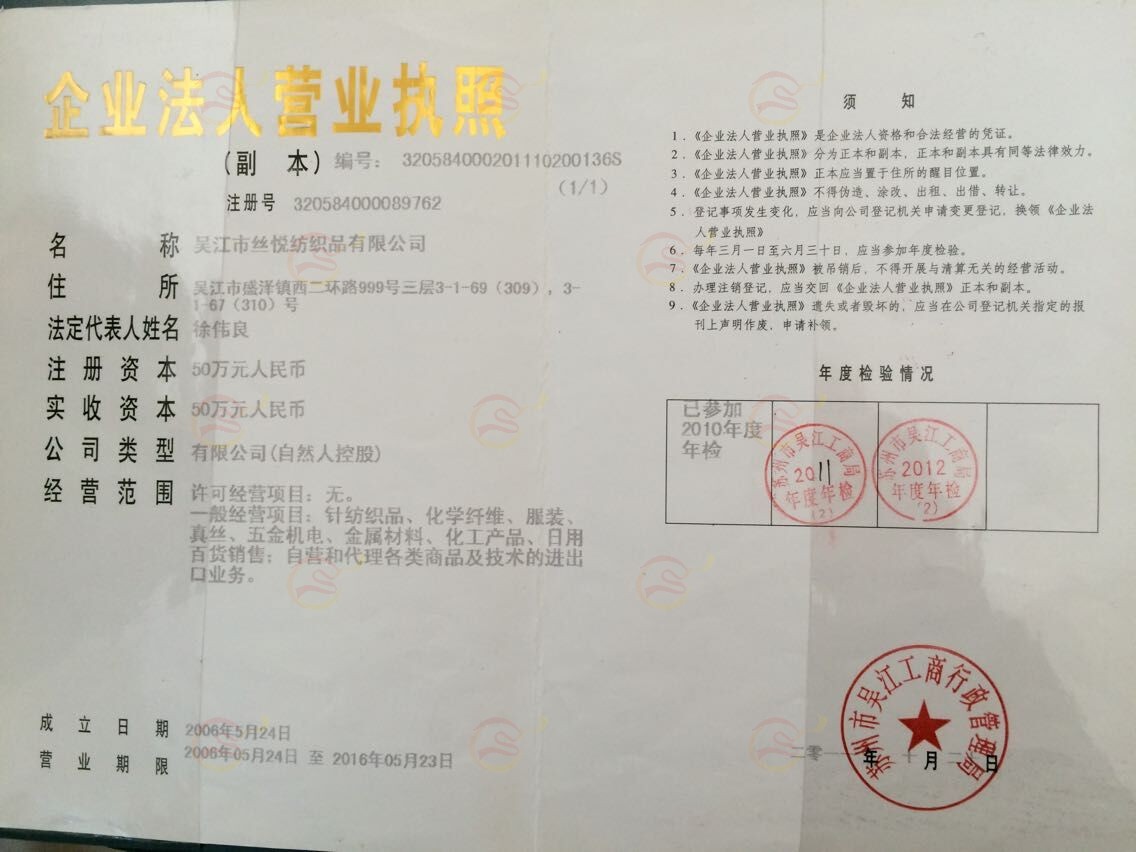 企业法人营业执照
（副 本） 编号： 320584000201110200136S
（1/1）
注册号 320584000089762
名 称 吴江市丝悦纺织品有限公司
住 所 吴江市盛泽镇西二环路999号三层3-1-69（309），3-
1-67（310）号
法定代表人姓名 徐伟良
注册资本 50万元人民币
实收资本 50万元人民币
公司类型 有限公司(自然人控股)
经营范围 许可经营项目：无。
一般经营项目：针纺织品、化学纤维、服装、
真丝、五金机电、金属材料、化工产品、日用
百货销售；自营和代理各类商品及技术的进出
口业务。
成立日期 2006年5月24日
营业期限 2006年05月24日 至 2016年05月23日
须 知
1．《企业法人营业执照》是企业法人资格和合法经营的凭证。
2．《企业法人营业执照》分为正本和副本，正本和副本具有同等法律效力。
3．《企业法人营业执照》正本应当置于住所的醒目位置。
4．《企业法人营业执照》不得伪造、涂改、出租、出借、转让。
5．登记事项发生变化，应当向公司登记机关申请变更登记，换领《企业法
人营业执照》
6．每年三月一日至六月三十日，应当参加年度检验。
7．《企业法人营业执照》被吊销后，不得开展与清算无关的经营活动。
8．办理注销登记，应当交回《企业法人营业执照》正本和副本。
9．《企业法人营业执照》遗失或者毁坏的，应当在公司登记机关指定的报
刊上声明作废，申请补领。
年度检验情况
已参加
2010年度
年检
苏州市吴江工商局
2011
年度年检
(2)
苏州市吴江工商局
2012
年度年检
(2)
苏州市吴江工商行政管理局
二零 年 十 月 日